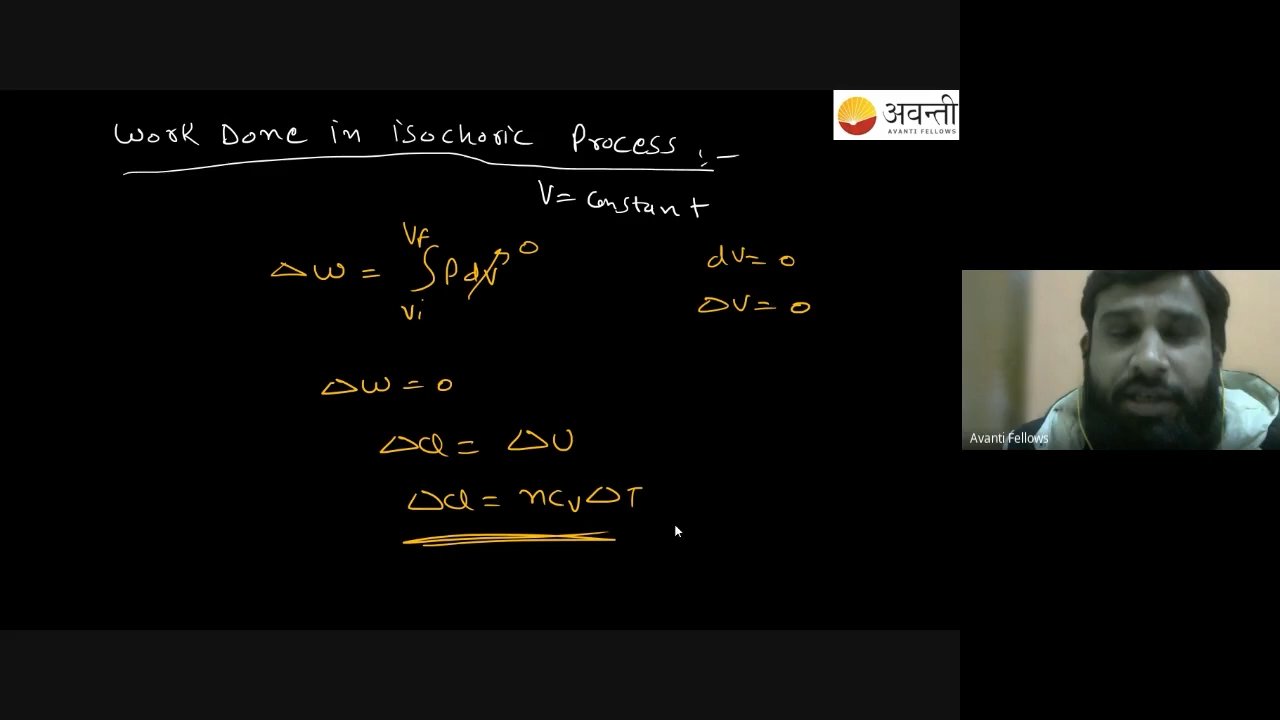 अवन्ती
AVANTI FELLOWS
Work Done in isochoric Process :-
V = constant
ΔW = ∫ Vi Vf P dV 0
dV = 0
ΔV = 0
ΔW = 0
ΔQ = ΔU
ΔQ = nCvΔT
Avanti Fellows